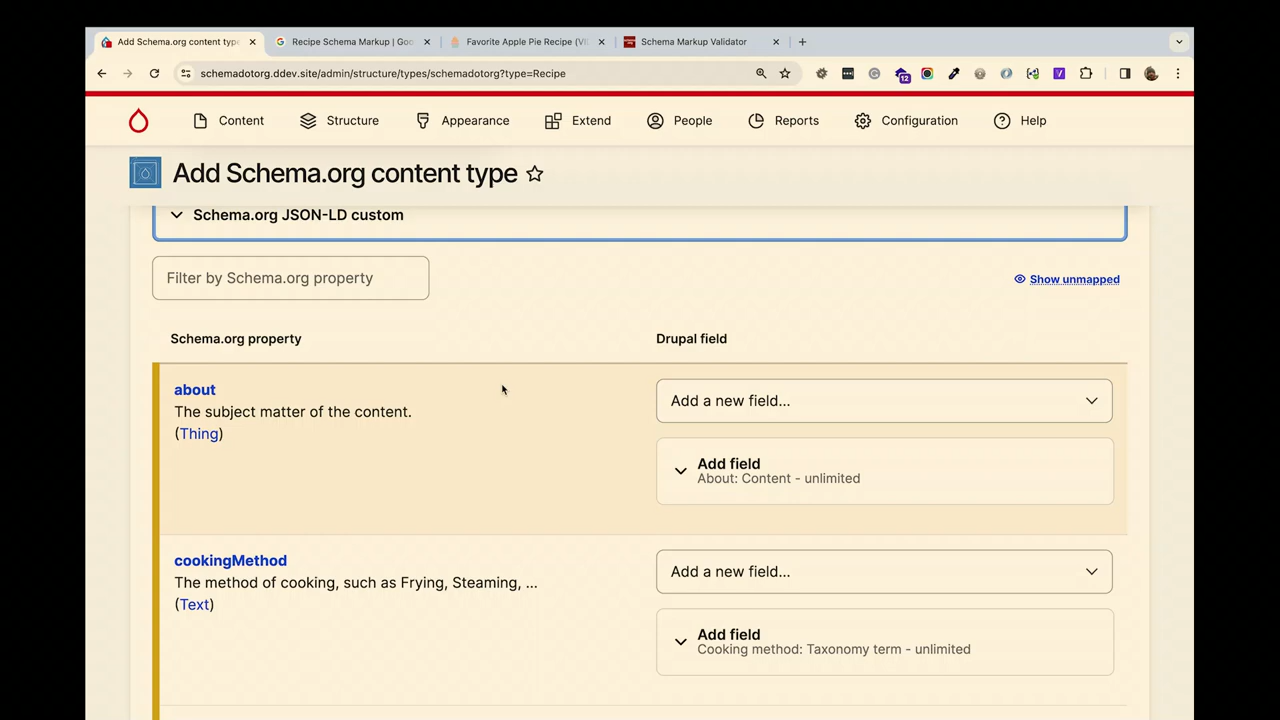 Add Schema.org content type
Recipe Schema Markup | Goo
Favorite Apple Pie Recipe (VI
Schema Markup Validator
schemadotorg.ddev.site/admin/structure/types/schemadotorg?type=Recipe
12
Content
Structure
Appearance
Extend
People
Reports
Configuration
Help
Add Schema.org content type
Schema.org JSON-LD custom
Filter by Schema.org property
Show unmapped
Schema.org property
Drupal field
about
The subject matter of the content.
(Thing)
Add a new field...
Add field
About: Content - unlimited
cookingMethod
The method of cooking, such as Frying, Steaming, ...
(Text)
Add a new field...
Add field
Cooking method: Taxonomy term - unlimited